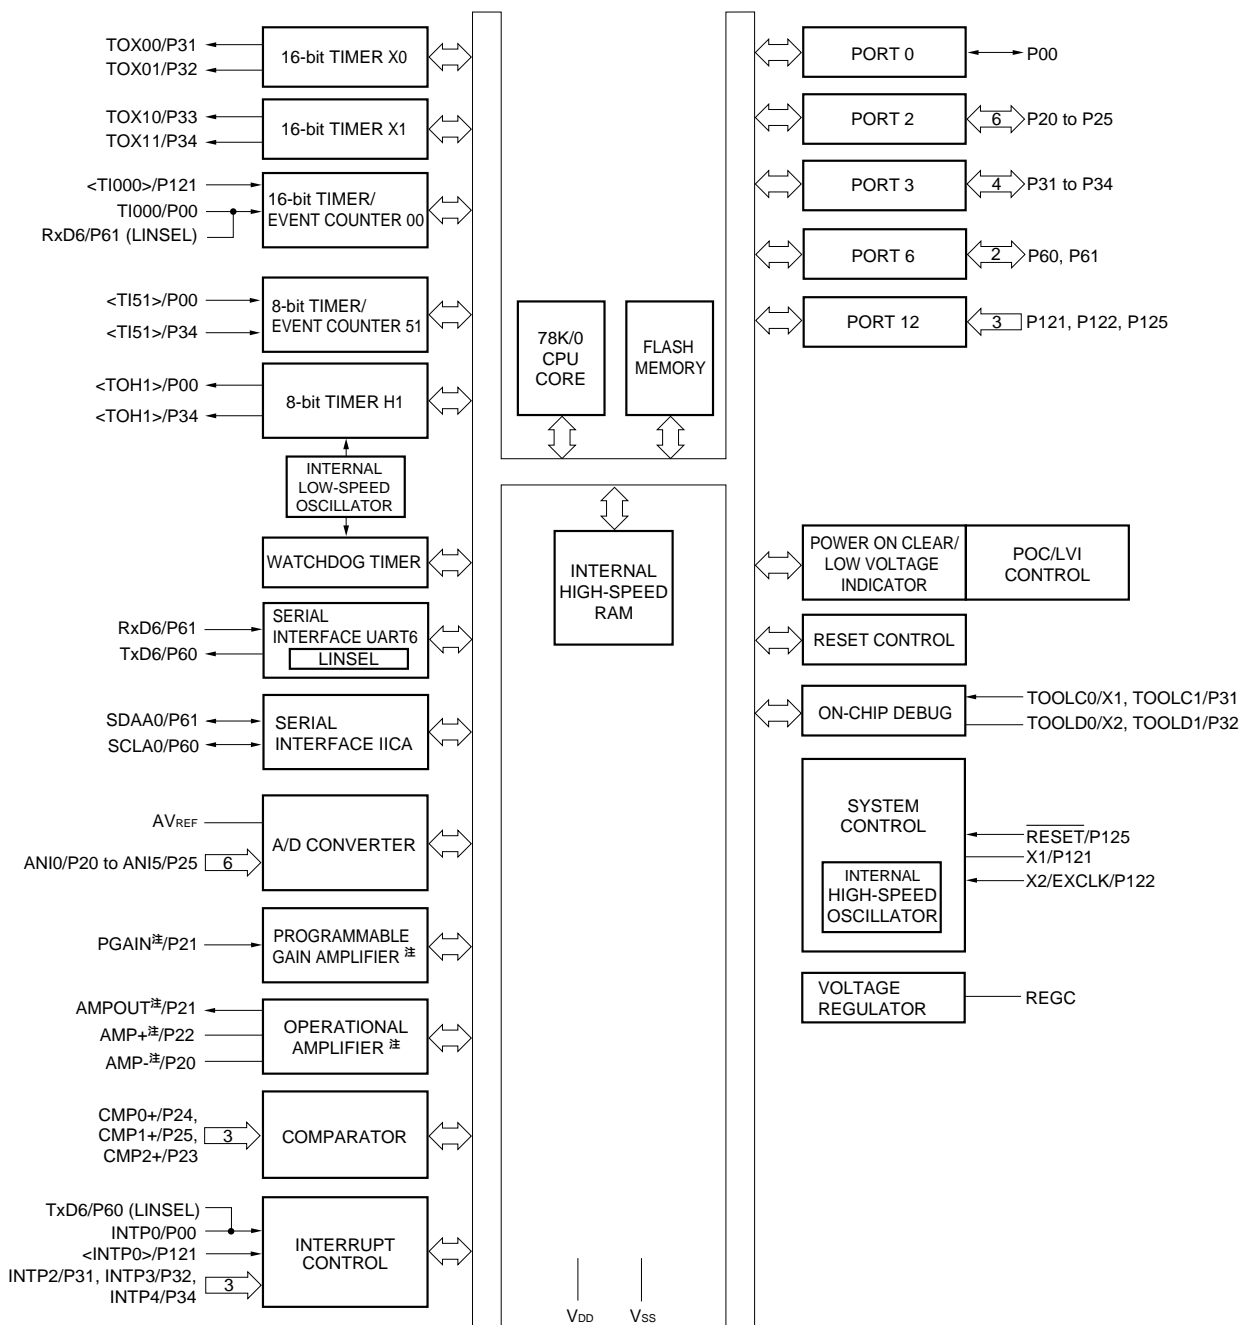 TOX00/P31
TOX01/P32
16-bit TIMER X0
TOX10/P33
TOX11/P34
16-bit TIMER X1
<TI000>/P121
TI000/P00
RxD6/P61 (LINSEL)
16-bit TIMER/
EVENT COUNTER 00
<TI51>/P00
<TI51>/P34
8-bit TIMER/
EVENT COUNTER 51
<TOH1>/P00
<TOH1>/P34
8-bit TIMER H1
INTERNAL
LOW-SPEED
OSCILLATOR
WATCHDOG TIMER
RxD6/P61
TxD6/P60
SERIAL
INTERFACE UART6
LINSEL
SDAA0/P61
SCLA0/P60
SERIAL
INTERFACE IICA
AVREF
ANI0/P20 to ANI5/P25
6
A/D CONVERTER
PGAIN注/P21
PROGRAMMABLE
GAIN AMPLIFIER 注
AMPOUT注/P21
AMP+注/P22
AMP-注/P20
OPERATIONAL
AMPLIFIER 注
CMP0+/P24,
CMP1+/P25,
CMP2+/P23
3
COMPARATOR
TxD6/P60 (LINSEL)
INTP0/P00
<INTP0>/P121
INTP2/P31, INTP3/P32,
INTP4/P34
3
INTERRUPT
CONTROL
78K/0
CPU
CORE
FLASH
MEMORY
INTERNAL
HIGH-SPEED
RAM
VDD
VSS
PORT 0
P00
PORT 2
6
P20 to P25
PORT 3
4
P31 to P34
PORT 6
2
P60, P61
PORT 12
3
P121, P122, P125
POWER ON CLEAR/
LOW VOLTAGE
INDICATOR
POC/LVI
CONTROL
RESET CONTROL
ON-CHIP DEBUG
TOOLC0/X1, TOOLC1/P31
TOOLD0/X2, TOOLD1/P32
SYSTEM
CONTROL
INTERNAL
HIGH-SPEED
OSCILLATOR
RESET/P125
X1/P121
X2/EXCLK/P122
VOLTAGE
REGULATOR
REGC